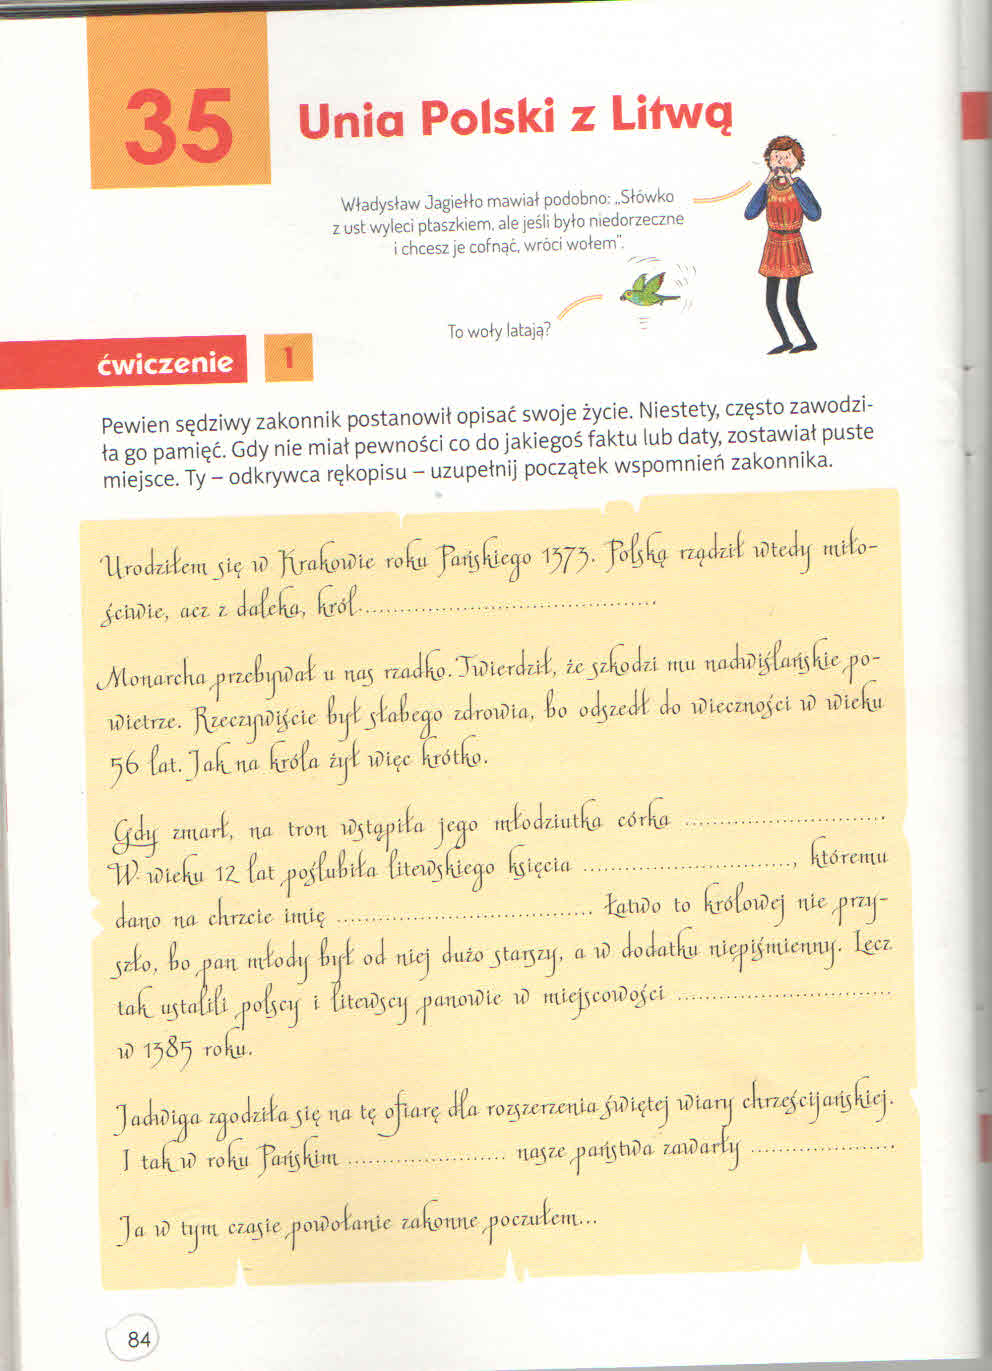 35
Unia Polski z Litwą
Władysław Jagiełło mawiał podobno: „Słówko
z ust wyleci ptaszkiem, ale jeśli było niedorzeczne
i chcesz je cofnąć, wróci wołem”.
To woły latają?
ćwiczenie 1
Pewien sędziwy zakonnik postanowił opisać swoje życie. Niestety, często zawodzi-
ła go pamięć. Gdy nie miał pewności co do jakiegoś faktu lub daty, zostawiał puste
miejsce. Ty – odkrywca rękopisu – uzupełnij początek wspomnień zakonnika.
Urodziłem się w Krakowie roku Pańskiego 1373. Polską rządził wtedy miło-
ściwie, acz z daleka, król..........................................
Monarcha przebywał u nas rzadko. Twierdził, że szkodzi mu nadwiślańskie po-
wietrze. Rzeczywiście był słabego zdrowia, bo odszedł do wieczności w wieku
56 lat. Jak na króla żył więc krótko.
Gdy zmarł, na tron wstąpiła jego młodziutka córka ..............................
W wieku 12 lat poślubiła litewskiego księcia ..............................., któremu
dano na chrzcie imię ..................................... Łatwo to królowej nie przy-
szło, bo pan młody był od niej dużo starszy, a w dodatku niepiśmienny. Lecz
tak ustalili polscy i litewscy panowie w miejscowości ...............................
w 1385 roku.
Jadwiga zgodziła się na tę ofiarę dla rozszerzenia świętej wiary chrześcijańskiej.
I tak w roku Pańskim ........................ nasze państwa zawarły .....................
Ja w tym czasie powołanie zakonne poczułem...
84